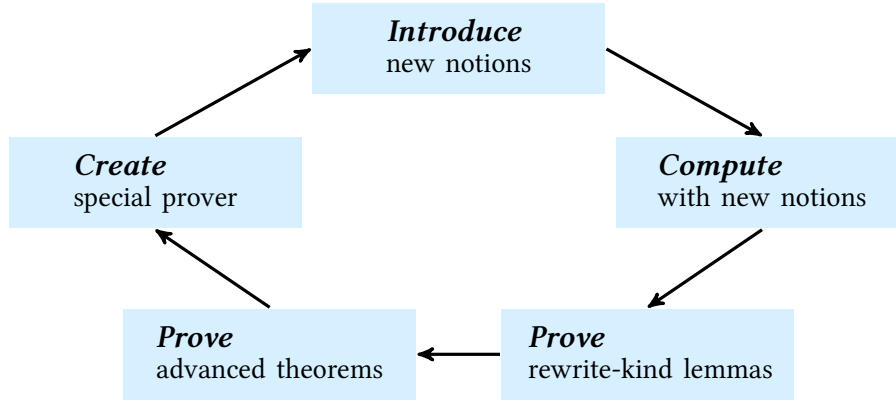 Introduce
new notions
Create
special prover
Compute
with new notions
Prove
advanced theorems
Prove
rewrite-kind lemmas